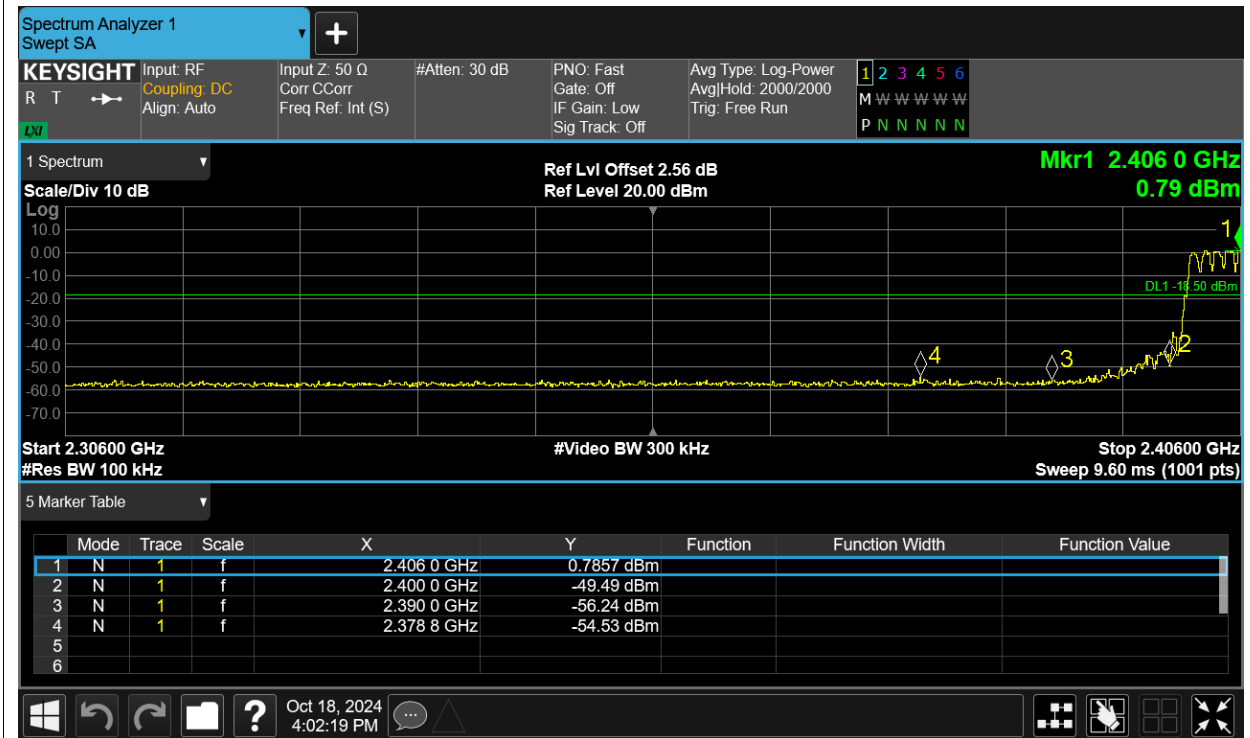 Spectrum Analyzer 1
Swept SA
+
KEYSIGHT Input: RF Input Z: 50 Ω #Atten: 30 dB PNO: Fast Avg Type: Log-Power 1 2 3 4 5 6
R T Coupling: DC Corr CCorr Gate: Off Avg|Hold: 2000/2000 M W W W W W
Align: Auto Freq Ref: Int (S) IF Gain: Low Trig: Free Run
LXI Sig Track: Off P N N N N N
1 Spectrum
Ref Lvl Offset 2.56 dB Mkr1 2.406 0 GHz
Scale/Div 10 dB Ref Level 20.00 dBm 0.79 dBm
Log
10.0 1
0.00
-10.0
DL1 -18.50 dBm
-20.0
-30.0
-40.0 4 3 2
-50.0
-60.0
-70.0
Start 2.30600 GHz #Video BW 300 kHz Stop 2.40600 GHz
#Res BW 100 kHz Sweep 9.60 ms (1001 pts)
5 Marker Table
Mode Trace Scale X Y Function Function Width Function Value
1 N 1 f 2.406 0 GHz 0.7857 dBm
2 N 1 f 2.400 0 GHz -49.49 dBm
3 N 1 f 2.390 0 GHz -56.24 dBm
4 N 1 f 2.378 8 GHz -54.53 dBm
5
6
? Oct 18, 2024
4:02:19 PM